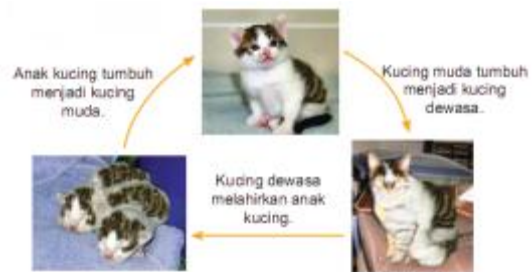 Anak kucing tumbuh
menjadi kucing
muda.
Kucing muda tumbuh
menjadi kucing
dewasa.
Kucing dewasa
melahirkan anak
kucing.